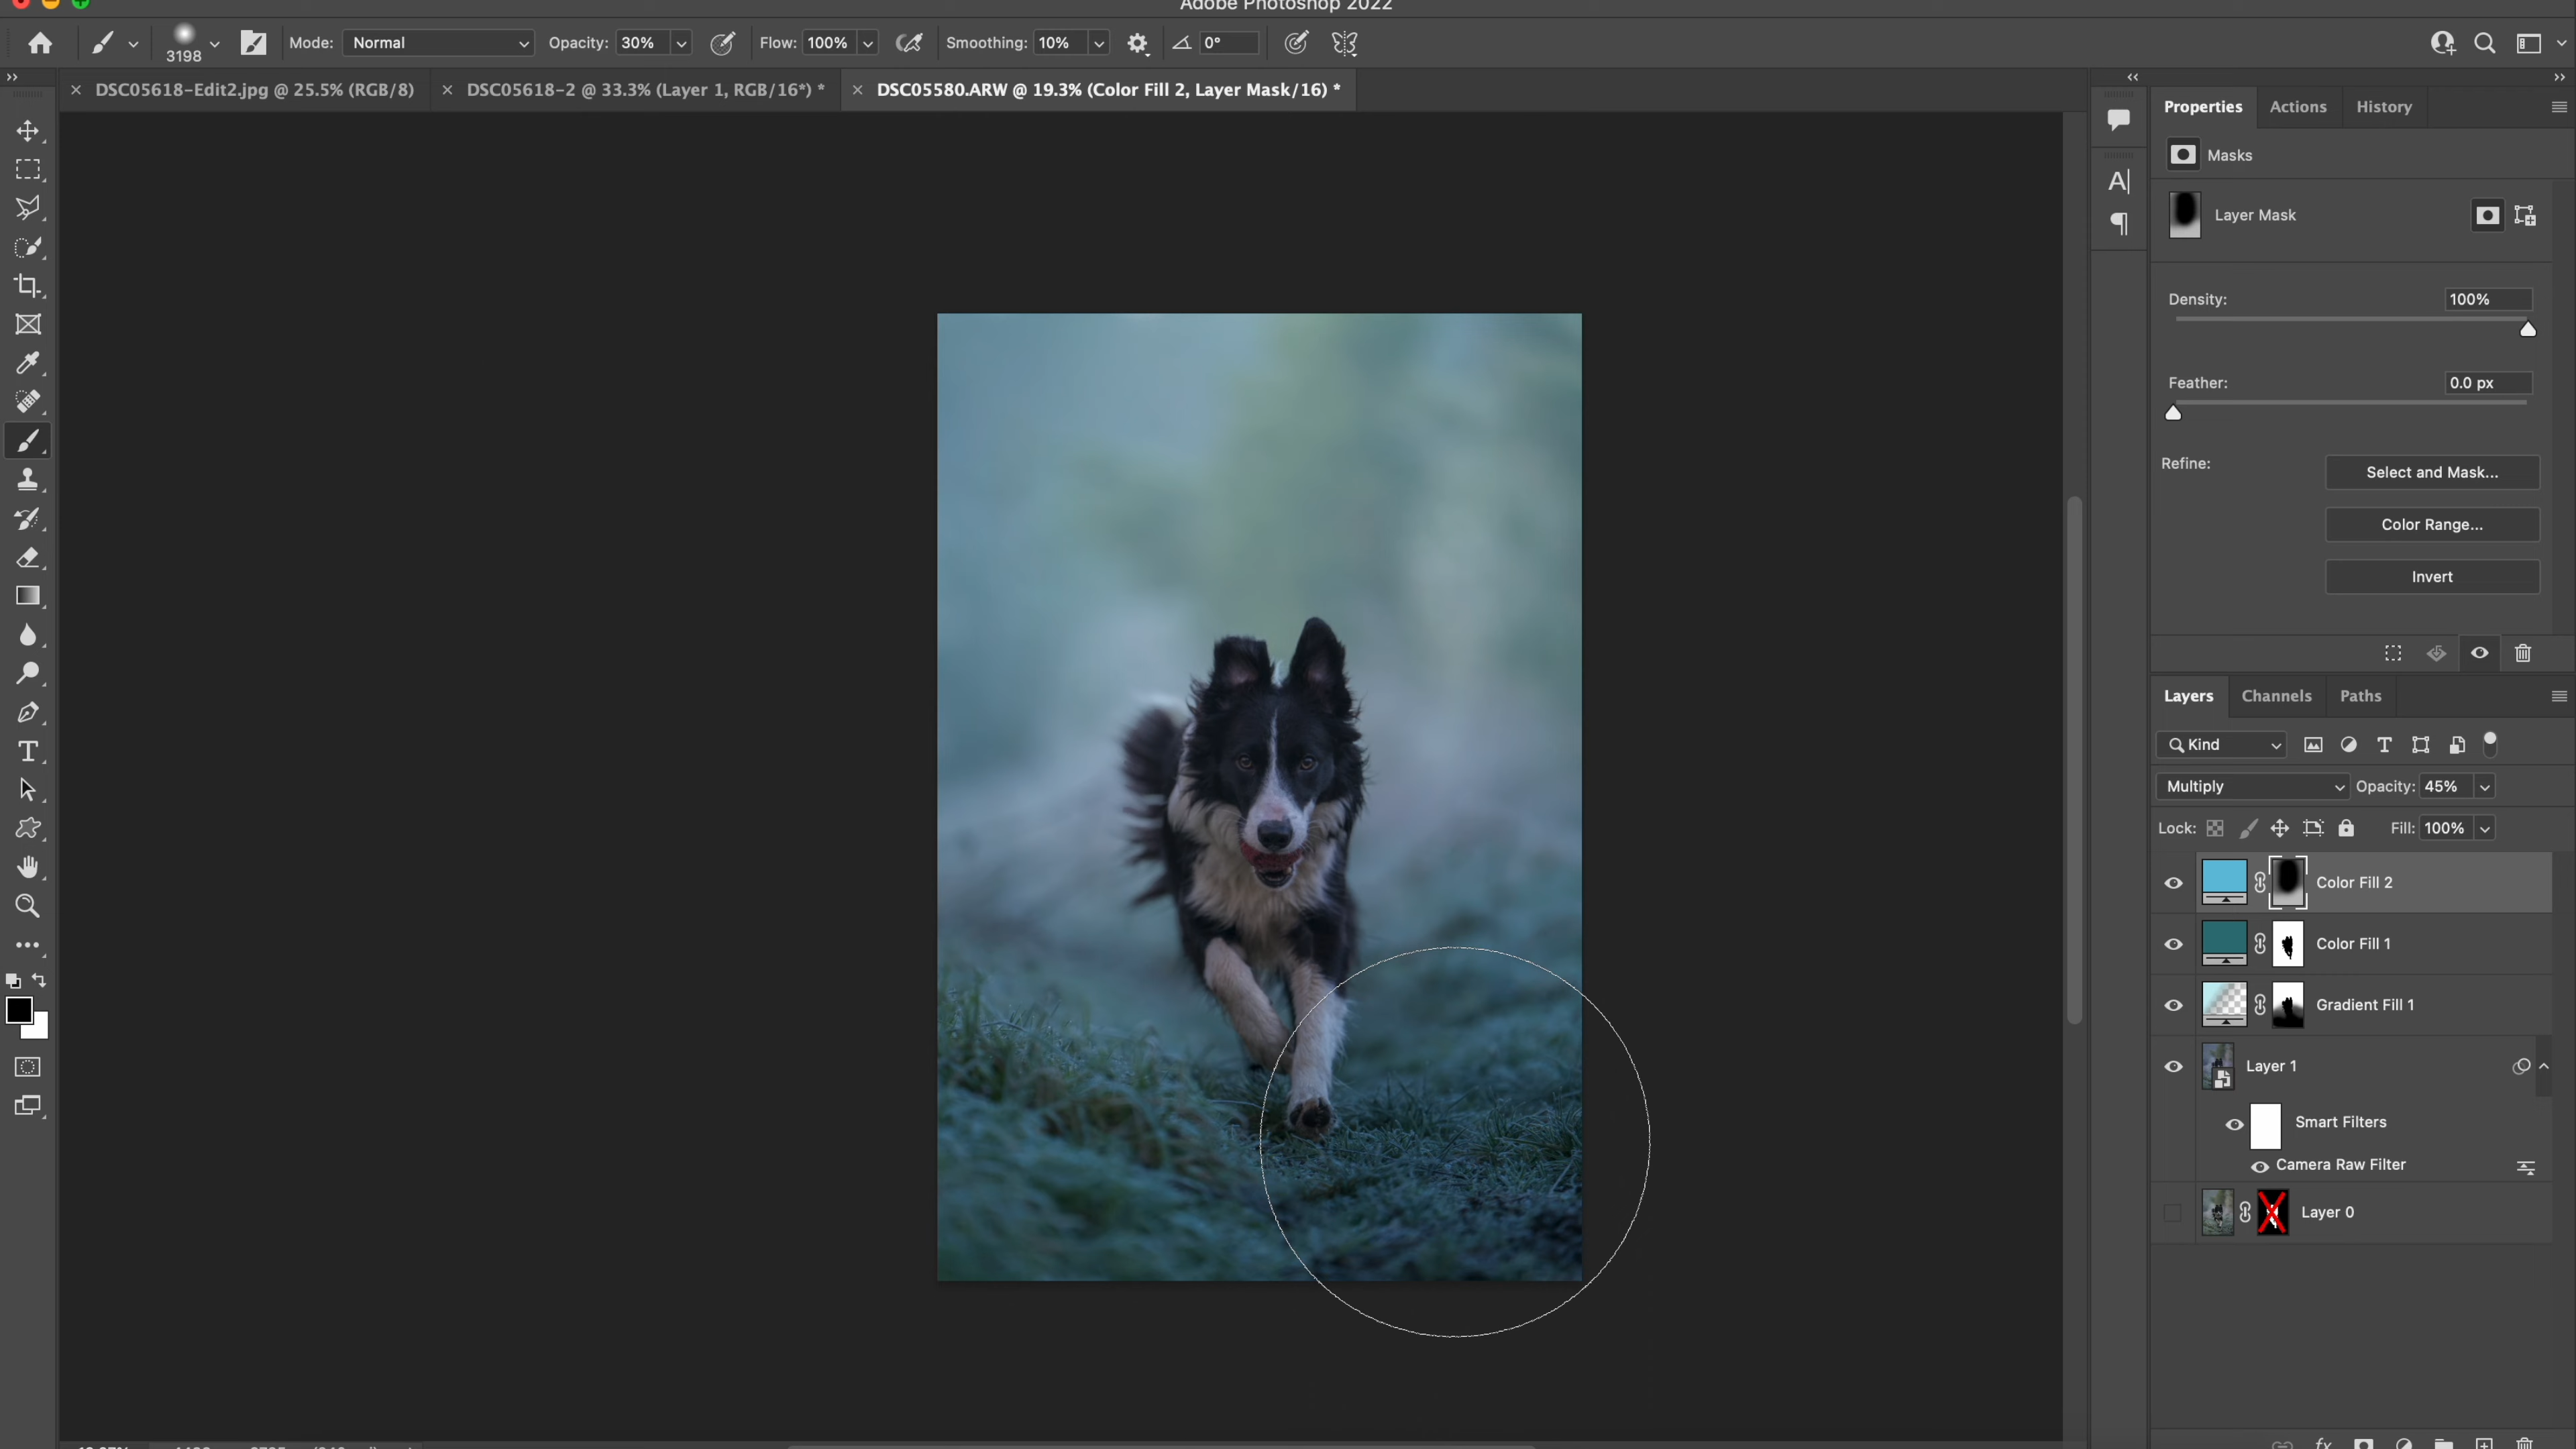 Adobe Photoshop 2022
3198 Mode: Normal Opacity: 30% Flow: 100% Smoothing: 10% 0°
DSC05618-Edit2.jpg @ 25.5% (RGB/8) DSC05618-2 @ 33.3% (Layer 1, RGB/16*) * DSC05580.ARW @ 19.3% (Color Fill 2, Layer Mask/16) *
Properties Actions History
Masks
Layer Mask
Density: 100%
Feather: 0.0 px
Refine: Select and Mask...
Color Range...
Invert
Layers Channels Paths
Kind
Multiply Opacity: 45%
Lock: Fill: 100%
Color Fill 2
Color Fill 1
Gradient Fill 1
Layer 1
Smart Filters
Camera Raw Filter
Layer 0